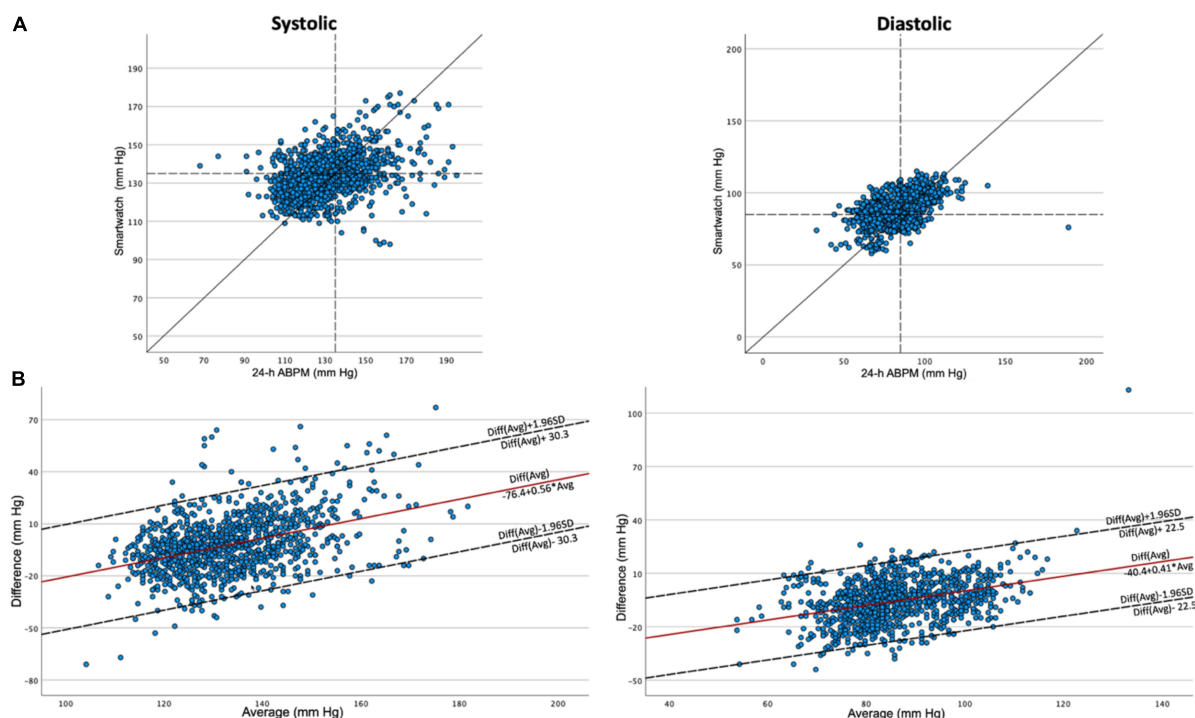 A
Systolic
Diastolic
190
170
150
130
110
90
70
50
Smartwatch (mm Hg)
50 70 90 110 130 150 170 190
24-h ABPM (mm Hg)
200
150
100
50
0
Smartwatch (mm Hg)
0 50 100 150 200
24-h ABPM (mm Hg)
B
70
40
10
-20
-50
-80
Difference (mm Hg)
Diff(Avg)+1.96SD
Diff(Avg)+ 30.3
Diff(Avg)
-76.4+0.56*Avg
Diff(Avg)-1.96SD
Diff(Avg)- 30.3
100 120 140 160 180 200
Average (mm Hg)
100
70
40
10
-20
-50
Difference (mm Hg)
Diff(Avg)+1.96SD
Diff(Avg)+ 22.5
Diff(Avg)
-40.4+0.41*Avg
Diff(Avg)-1.96SD
Diff(Avg)- 22.5
40 60 80 100 120 140
Average (mm Hg)